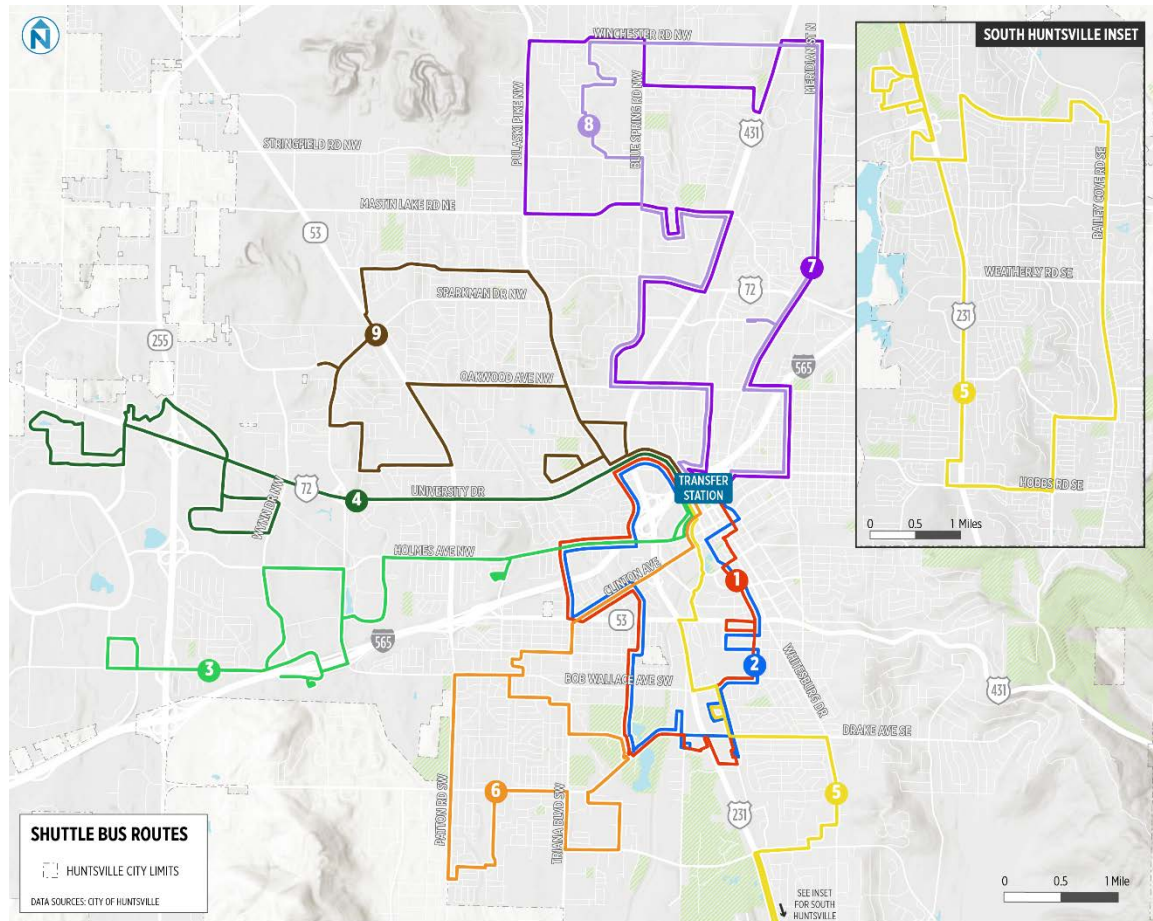 N
WINCHESTER RD NW
MERIDIAN ST N
SOUTH HUNTSVILLE INSET
PULASKI PIKE NW
BLUE SPRING RD NW
8
431
STRINGFIELD RD NW
MASTIN LAKE RD NE
53
7
72
SPARKMAN DR NW
9
255
OAKWOOD AVE NW
565
BAILEY COVE RD SE
WEATHERLY RD SE
231
5
HOBBS RD SE
0 0.5 1 Miles
TRANSFER
STATION
72
4
UNIVERSITY DR
WYNN DR NW
HOLMES AVE NW
CLINTON AVE
1
53
565
3
2
BOB WALLACE AVE SW
WHITESBURG DR
431
DRAKE AVE SE
PATTON RD SW
6
TRIANA BLVD SW
231
5
SHUTTLE BUS ROUTES
HUNTSVILLE CITY LIMITS
DATA SOURCES: CITY OF HUNTSVILLE
SEE INSET
FOR SOUTH
HUNTSVILLE
0 0.5 1 Mile